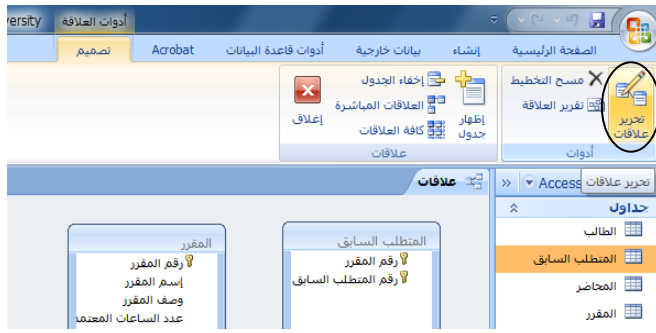 أدوات العلاقة
versity
الصفحة الرئيسية
إنشاء
بيانات خارجية
أدوات قاعدة البيانات
Acrobat
تصميم
تحرير
علاقات
مسح التخطيط
تقرير العلاقة
أدوات
إظهار
جدول
إخفاء الجدول
العلاقات المباشرة
كافة العلاقات
إغلاق
علاقات
تحرير علاقات
Access
جداول
الطالب
المتطلب السابق
المحاضر
المقرر
علاقات
المتطلب السابق
رقم المقرر
رقم المتطلب السابق
المقرر
رقم المقرر
إسم المقرر
وصف المقرر
عدد الساعات المعتمد